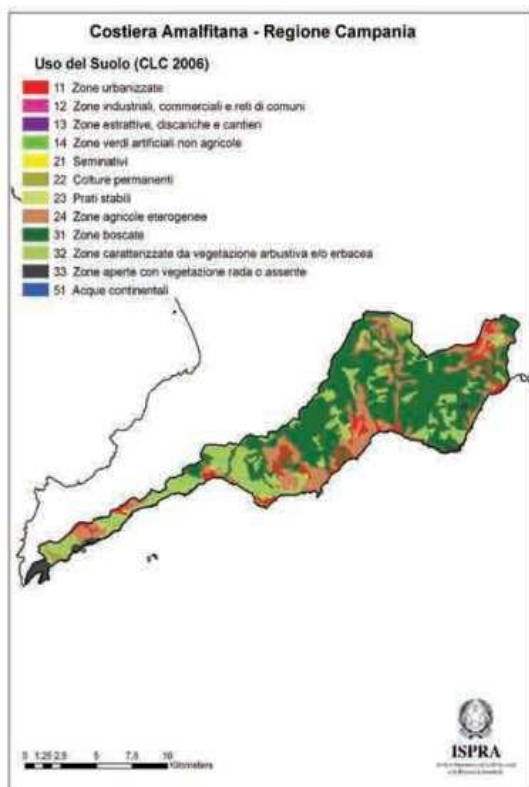 Costiera Amalfitana - Regione Campania
Uso del Suolo (CLC 2006)
11 Zone urbanizzate
12 Zone industriali, commerciali e reti di comuni
13 Zone estrattive, discariche e cantieri
14 Zone verdi artificiali non agricole
21 Seminativi
22 Colture permanenti
23 Prati stabili
24 Zone agricole eterogenee
31 Zone boscate
32 Zone caratterizzate da vegetazione arbustiva e/o erbacea
33 Zone aperte con vegetazione rada o assente
51 Acque continentali
0 1.25 2.5 5 7.5 10
Kilometers
ISPRA